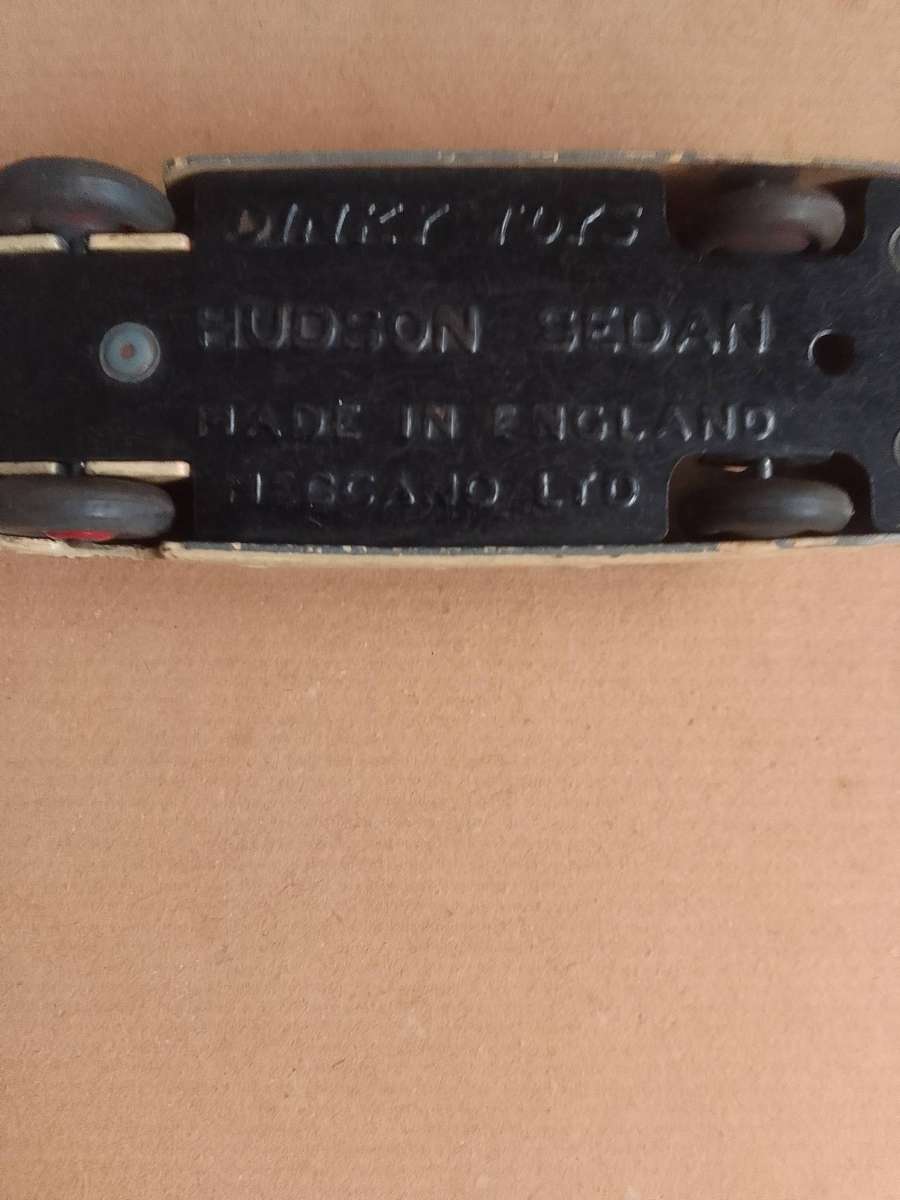 DINKY TOYS
HUDSON SEDAN
MADE IN ENGLAND
MECCANO LTD